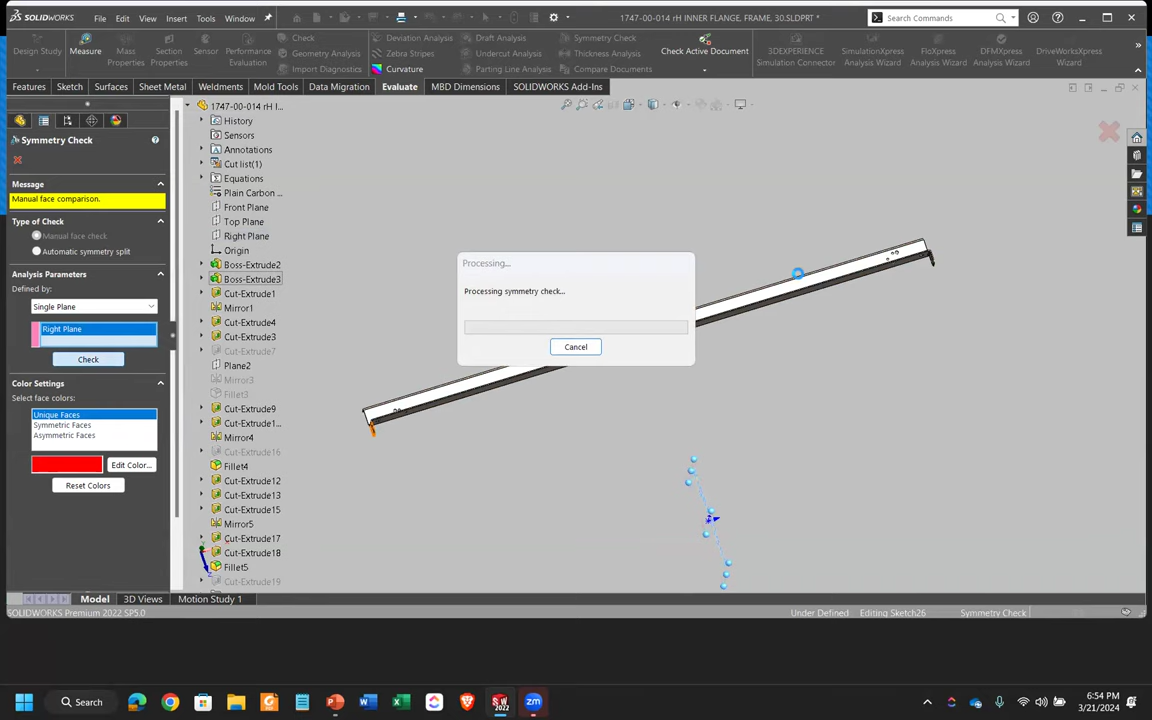 SOLIDWORKS File Edit View Insert Tools Window 1747-00-014 rH INNER FLANGE. FRAME, 30.SLDPRT * Search Commands
Design Study Measure Mass Properties Section Properties Sensor Performance Evaluation
Check
Geometry Analysis
Import Diagnostics
Deviation Analysis
Zebra Stripes
Curvature
Draft Analysis
Undercut Analysis
Parting Line Analysis
Symmetry Check
Thickness Analysis
Compare Documents
Check Active Document
3DEXPERIENCE Simulation Connector
SimulationXpress Analysis Wizard
FloXpress Analysis Wizard
DFMXpress Analysis Wizard
DriveWorksXpress Wizard
Features Sketch Surfaces Sheet Metal Weldments Mold Tools Data Migration Evaluate MBD Dimensions SOLIDWORKS Add-Ins
Symmetry Check
Message
Manual face comparison.
Type of Check
Manual face check
Automatic symmetry split
Analysis Parameters
Defined by:
Single Plane
Right Plane
Check
Color Settings
Select face colors:
Unique Faces
Symmetric Faces
Asymmetric Faces
Edit Color...
Reset Colors
1747-00-014 rH I...
History
Sensors
Annotations
Cut list(1)
Equations
Plain Carbon ...
Front Plane
Top Plane
Right Plane
Origin
Boss-Extrude2
Boss-Extrude3
Cut-Extrude1
Mirror1
Cut-Extrude4
Cut-Extrude3
Cut-Extrude7
Plane2
Mirror3
Fillet3
Cut-Extrude9
Cut-Extrude1...
Mirror4
Cut-Extrude16
Fillet4
Cut-Extrude12
Cut-Extrude13
Cut-Extrude15
Mirror5
Cut-Extrude17
Cut-Extrude18
Fillet5
Cut-Extrude19
Processing...
Processing symmetry check...
Cancel
Model 3D Views Motion Study 1
SOLIDWORKS Premium 2022 SP5.0 Under Defined Editing Sketch26 Symmetry Check
Search
6:54 PM
3/21/2024